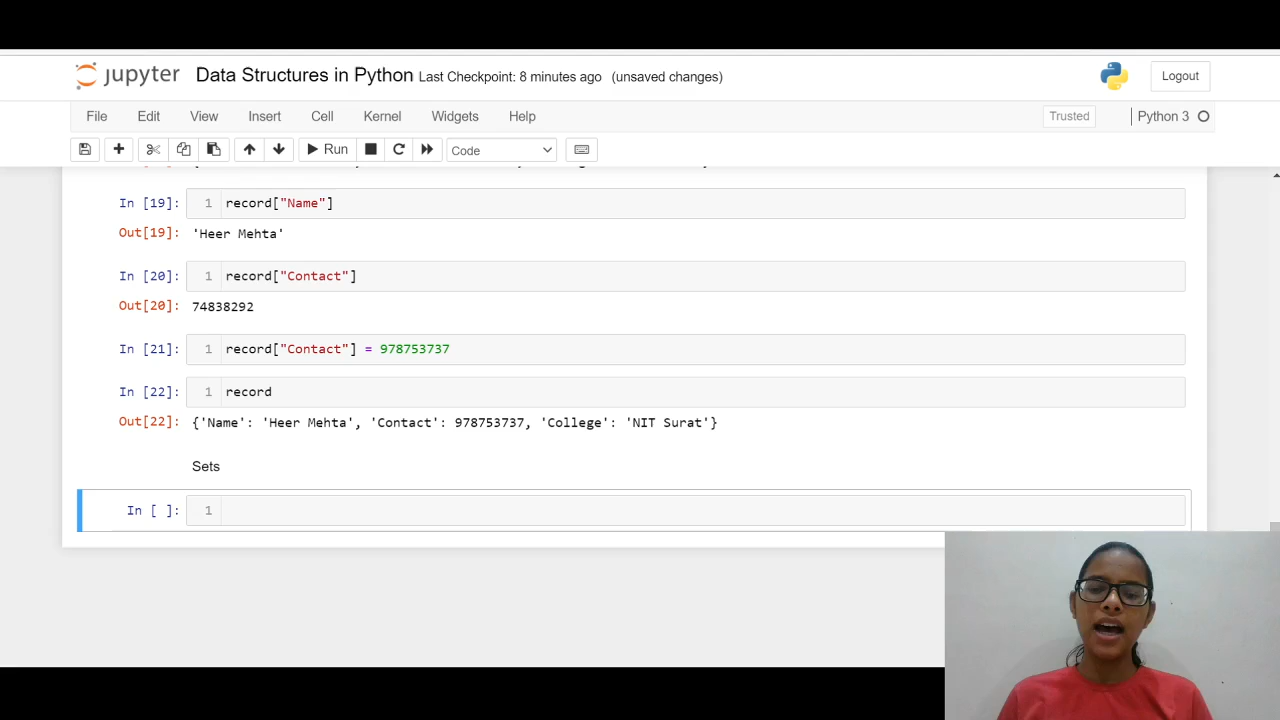 jupyter Data Structures in Python Last Checkpoint: 8 minutes ago (unsaved changes) Logout
File Edit View Insert Cell Kernel Widgets Help Trusted Python 3
Run Code
In [19]: 1 record["Name"]
Out[19]: 'Heer Mehta'
In [20]: 1 record["Contact"]
Out[20]: 74838292
In [21]: 1 record["Contact"] = 978753737
In [22]: 1 record
Out[22]: {'Name': 'Heer Mehta', 'Contact': 978753737, 'College': 'NIT Surat'}
Sets
In [ ]: 1